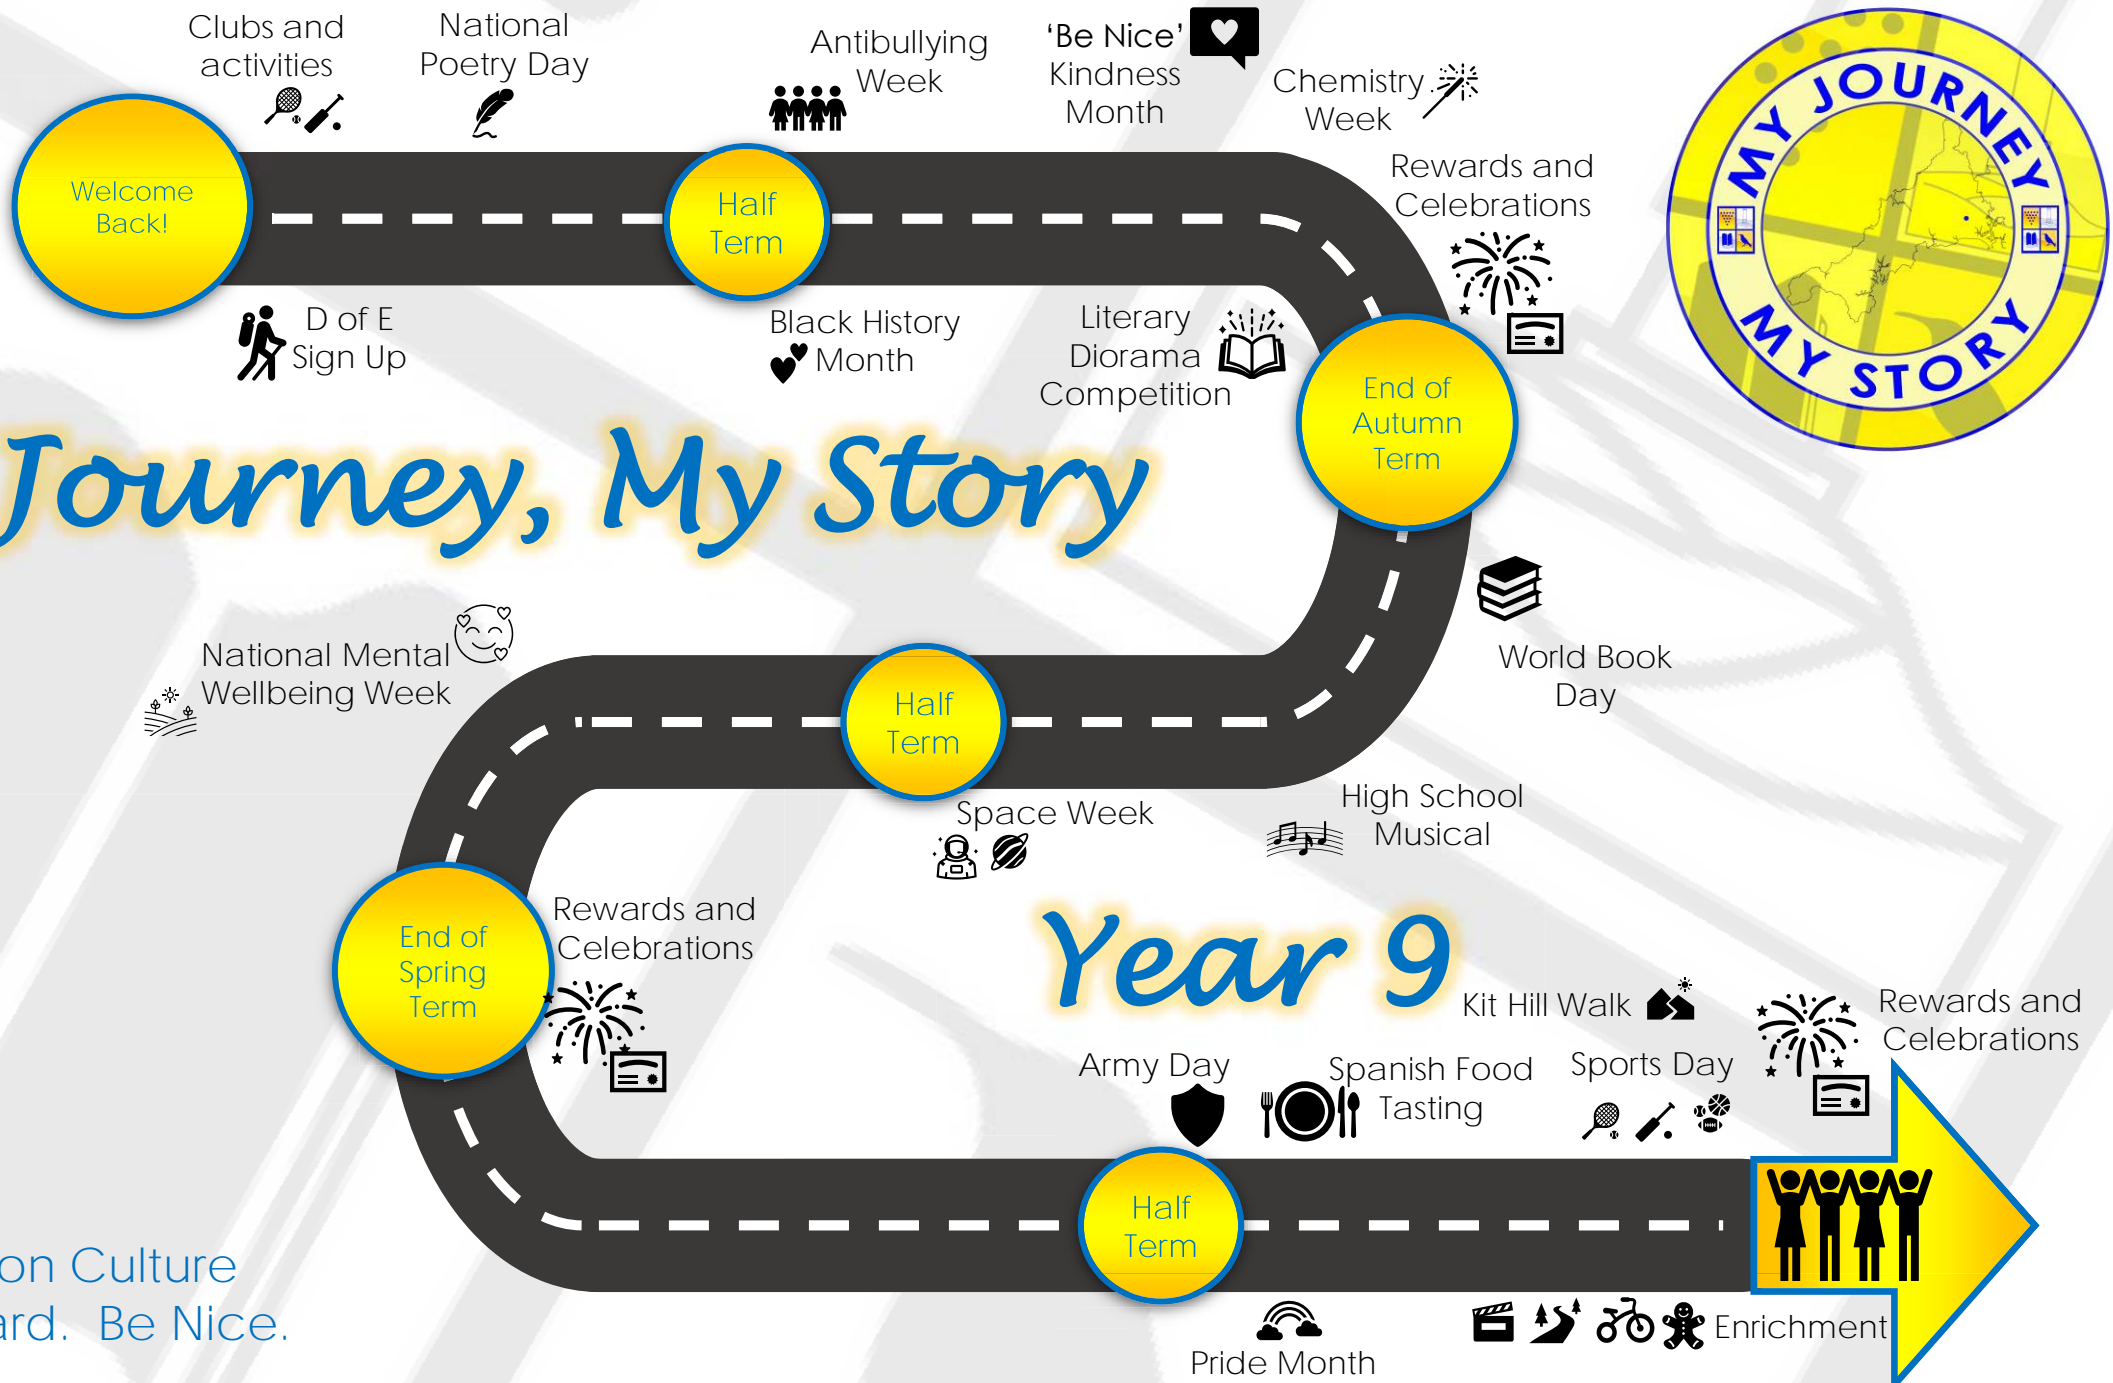 Clubs and
activities
National
Poetry Day
Antibullying
Week
'Be Nice'
Kindness
Month
Chemistry
Week
Rewards and
Celebrations
MY JOURNEY
MY STORY
Welcome
Back!
Half
Term
D of E
Sign Up
Black History
Month
Literary
Diorama
Competition
End of
Autumn
Term
Journey, My Story
World Book
Day
National Mental
Wellbeing Week
Half
Term
Space Week
High School
Musical
End of
Spring
Term
Rewards and
Celebrations
Year 9
Kit Hill Walk
Rewards and
Celebrations
Army Day
Spanish Food
Tasting
Sports Day
Half
Term
on Culture
ard. Be Nice.
Pride Month
Enrichment